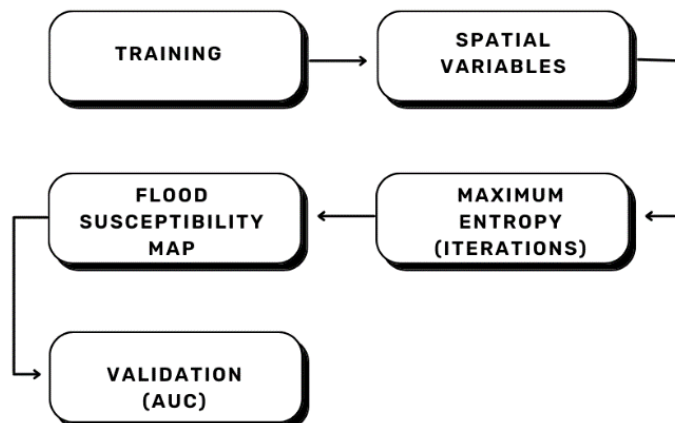 TRAINING
SPATIAL
VARIABLES
FLOOD
SUSCEPTIBILITY
MAP
MAXIMUM
ENTROPY
(ITERATIONS)
VALIDATION
(AUC)